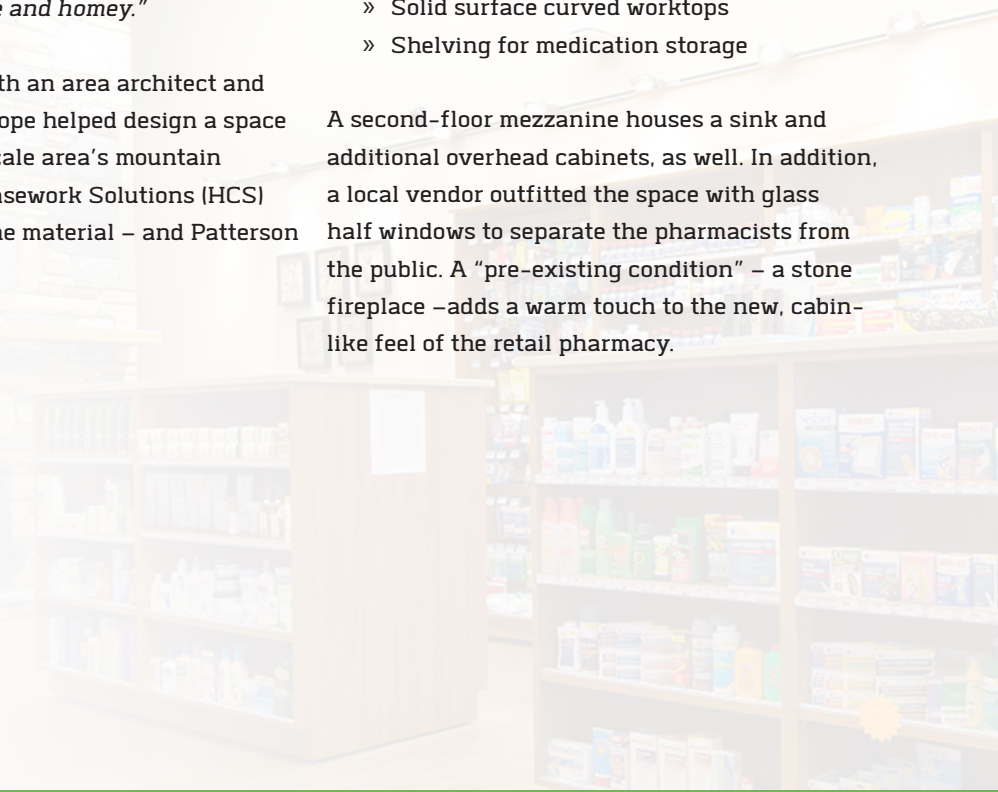 e and homey.”
th an area architect and
ope helped design a space
cale area’s mountain
asework Solutions (HCS)
ne material – and Patterson
» Solid surface curved worktops
» Shelving for medication storage
A second-floor mezzanine houses a sink and
additional overhead cabinets, as well. In addition,
a local vendor outfitted the space with glass
half windows to separate the pharmacists from
the public. A “pre-existing condition” – a stone
fireplace –adds a warm touch to the new, cabin-
like feel of the retail pharmacy.